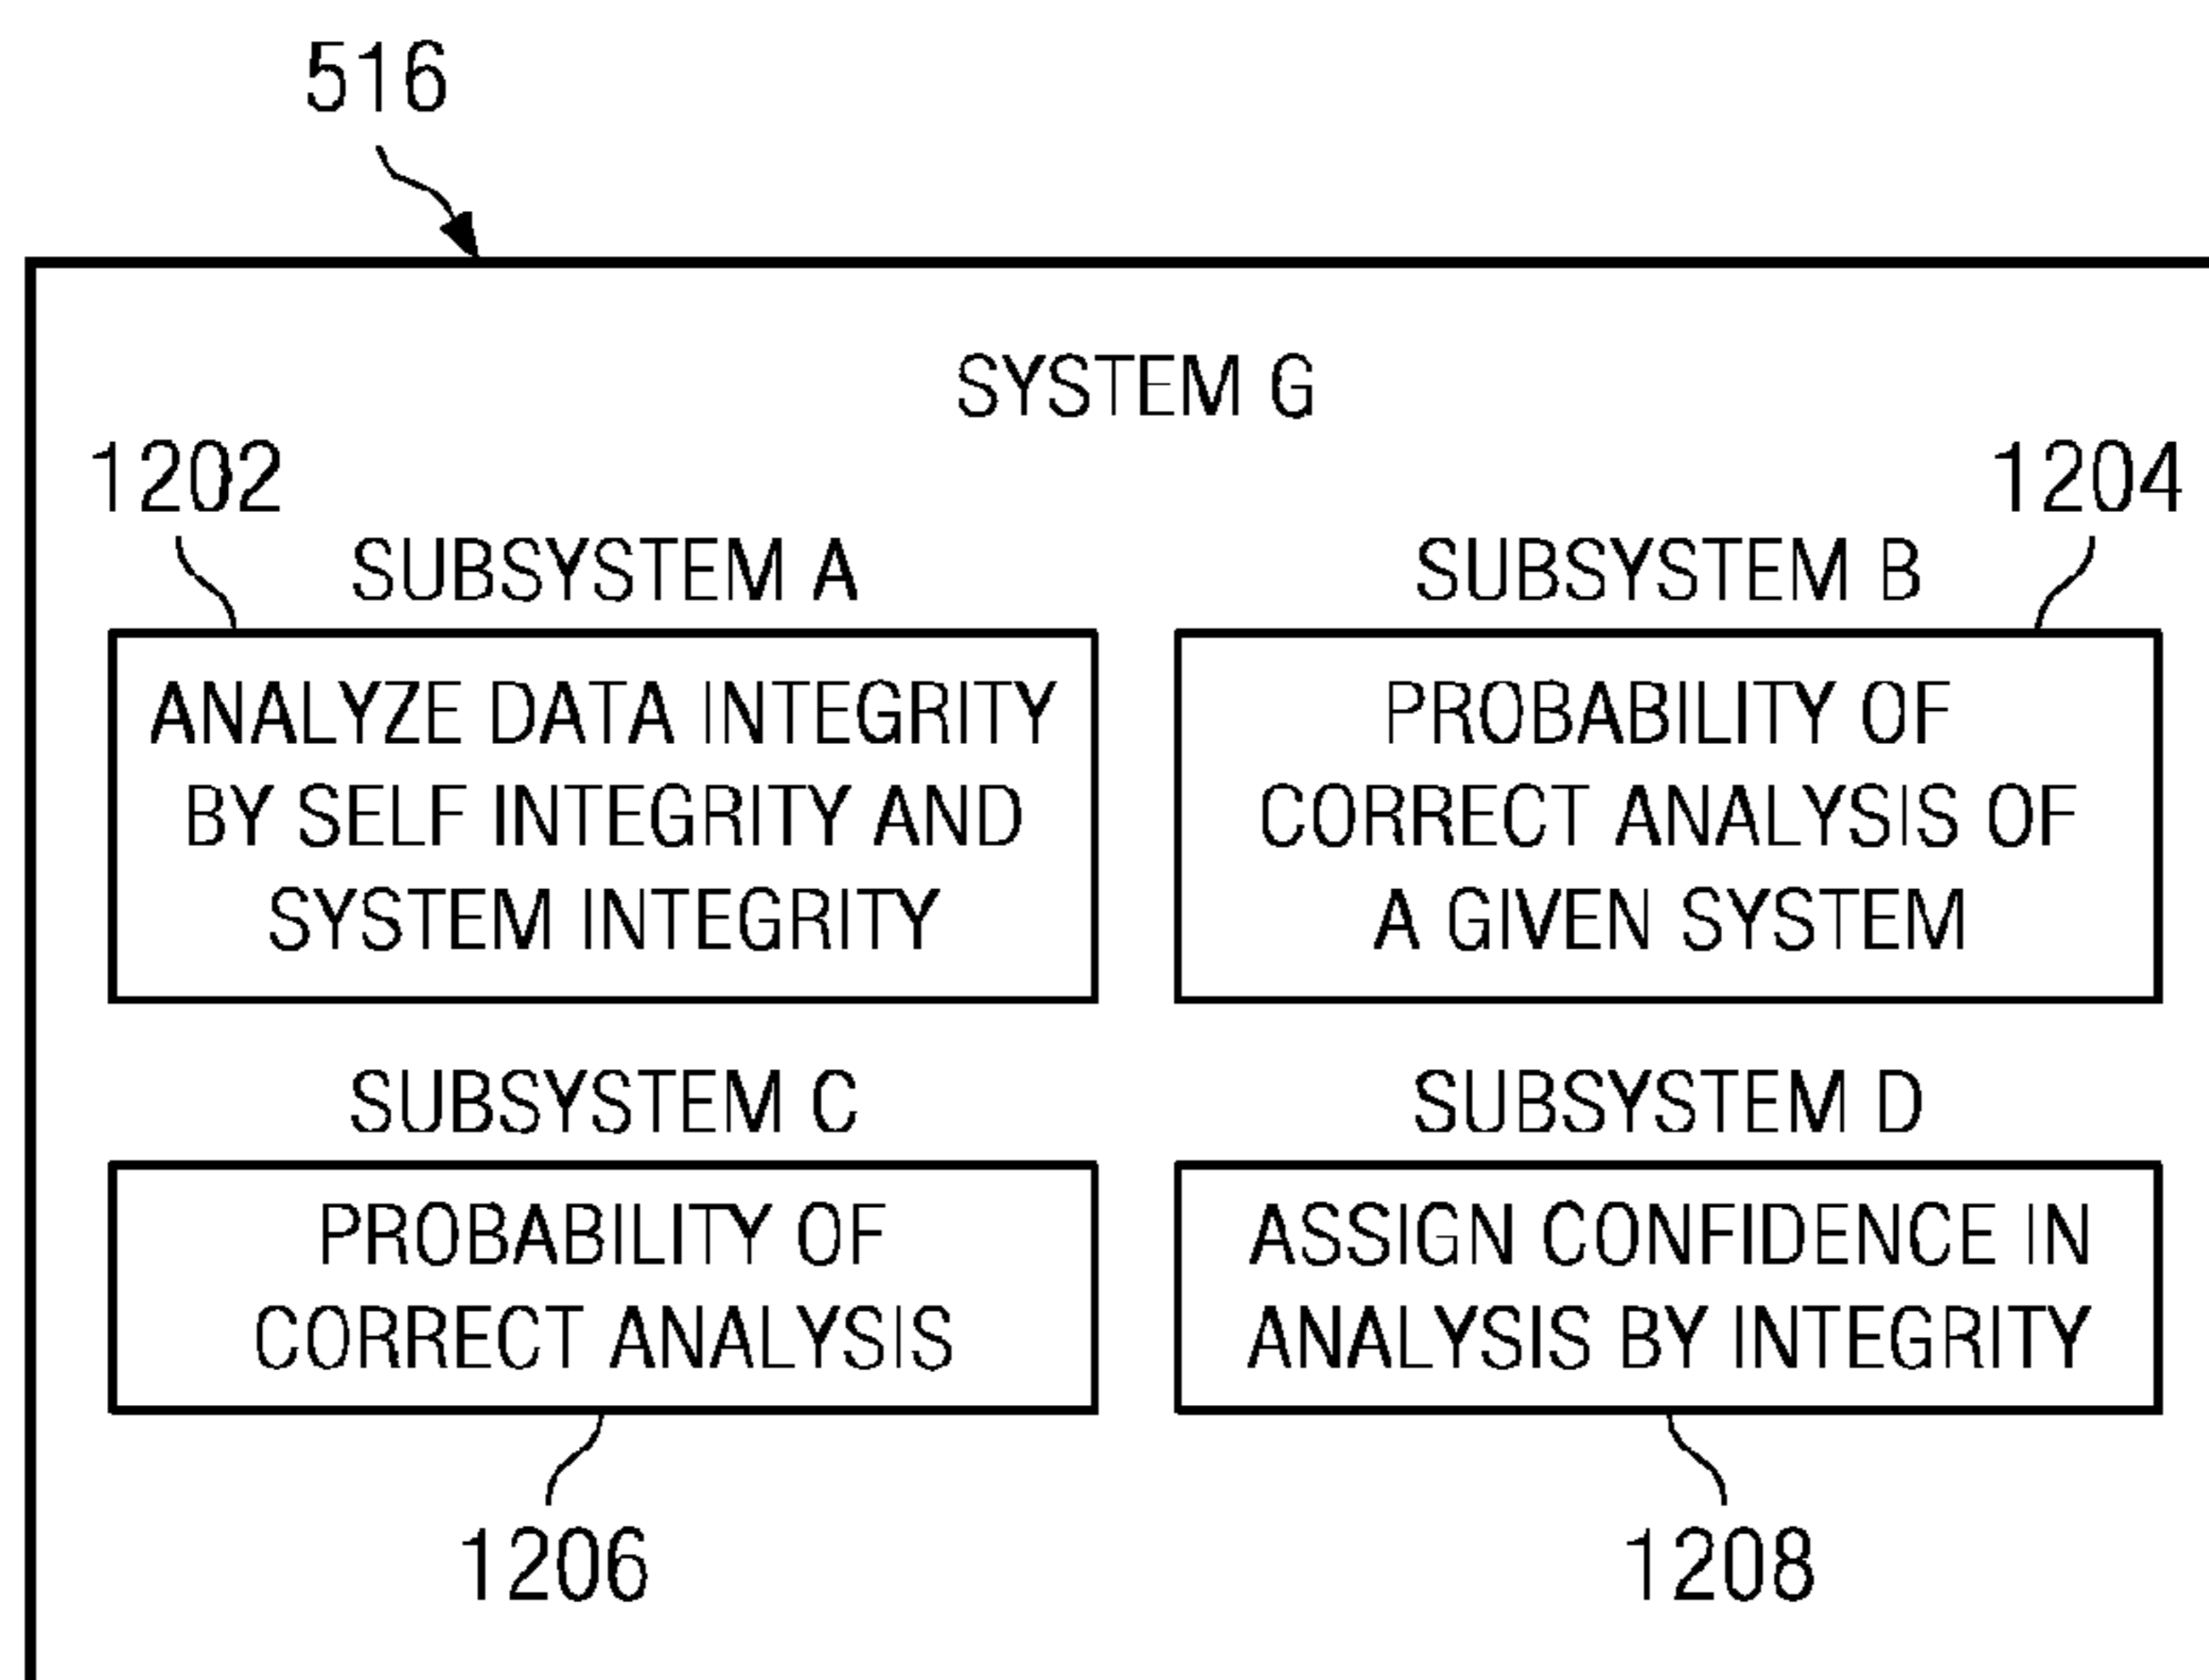 516
SYSTEM G
1202
1204
SUBSYSTEM A
SUBSYSTEM B
ANALYZE DATA INTEGRITY
BY SELF INTEGRITY AND
SYSTEM INTEGRITY
PROBABILITY OF
CORRECT ANALYSIS OF
A GIVEN SYSTEM
SUBSYSTEM C
SUBSYSTEM D
PROBABILITY OF
CORRECT ANALYSIS
ASSIGN CONFIDENCE IN
ANALYSIS BY INTEGRITY
1206
1208